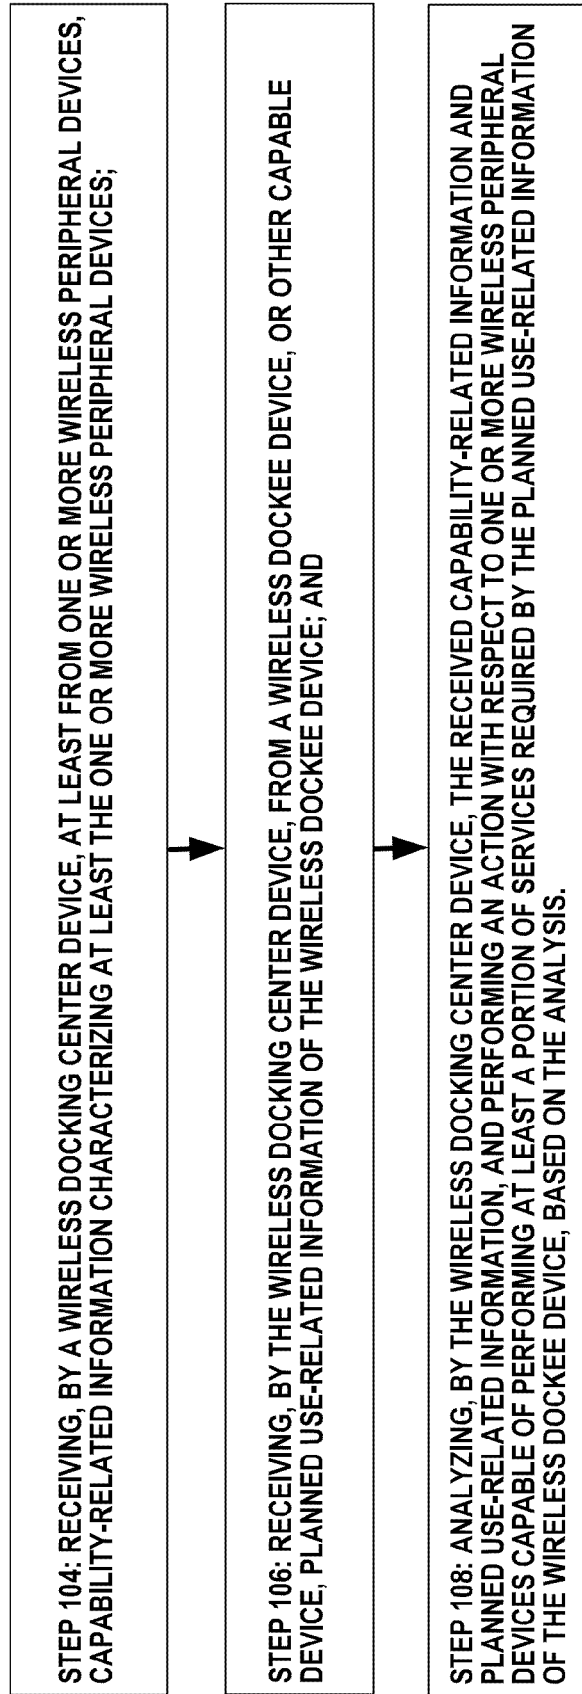 STEP 104: RECEIVING, BY A WIRELESS DOCKING CENTER DEVICE, AT LEAST FROM ONE OR MORE WIRELESS PERIPHERAL DEVICES,
CAPABILITY-RELATED INFORMATION CHARACTERIZING AT LEAST THE ONE OR MORE WIRELESS PERIPHERAL DEVICES;
STEP 106: RECEIVING, BY THE WIRELESS DOCKING CENTER DEVICE, FROM A WIRELESS DOCKEE DEVICE, OR OTHER CAPABLE
DEVICE, PLANNED USE-RELATED INFORMATION OF THE WIRELESS DOCKEE DEVICE; AND
STEP 108: ANALYZING, BY THE WIRELESS DOCKING CENTER DEVICE, THE RECEIVED CAPABILITY-RELATED INFORMATION AND
PLANNED USE-RELATED INFORMATION, AND PERFORMING AN ACTION WITH RESPECT TO ONE OR MORE WIRELESS PERIPHERAL
DEVICES CAPABLE OF PERFORMING AT LEAST A PORTION OF SERVICES REQUIRED BY THE PLANNED USE-RELATED INFORMATION
OF THE WIRELESS DOCKEE DEVICE, BASED ON THE ANALYSIS.